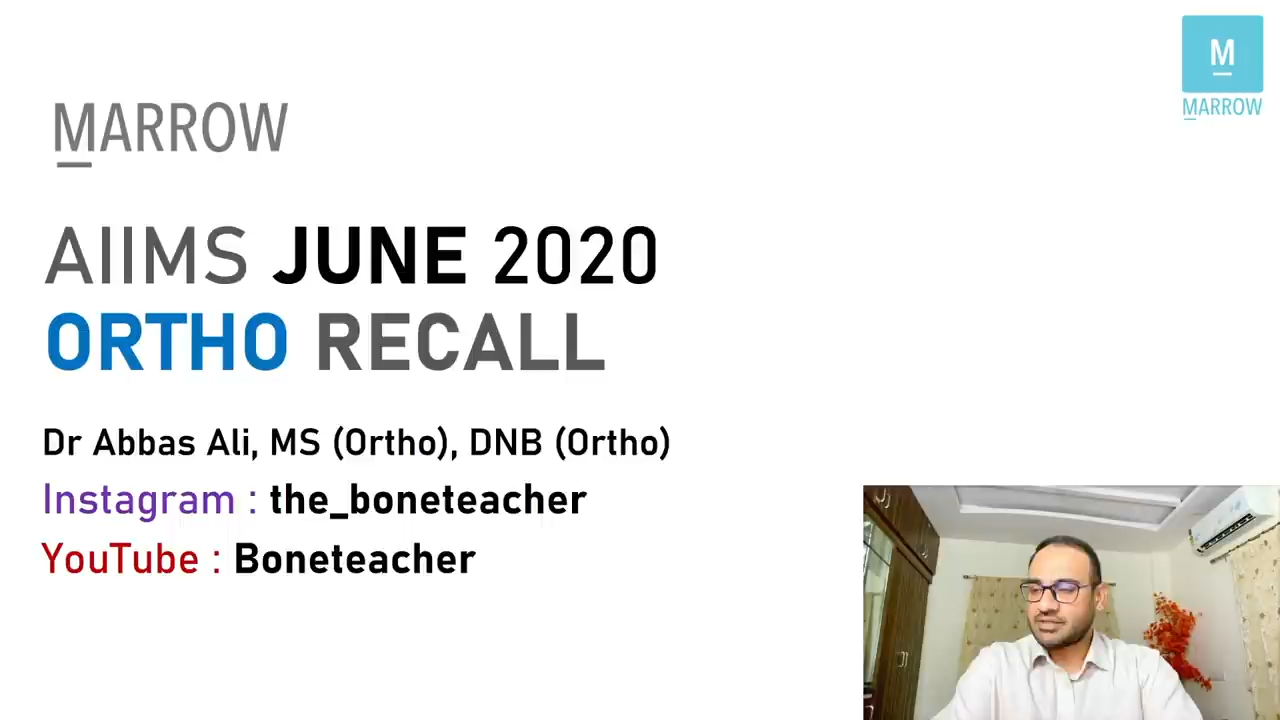 M
MARROW
MARROW
AIIMS JUNE 2020
ORTHO RECALL
Dr Abbas Ali, MS (Ortho), DNB (Ortho)
Instagram : the_boneteacher
YouTube : Boneteacher